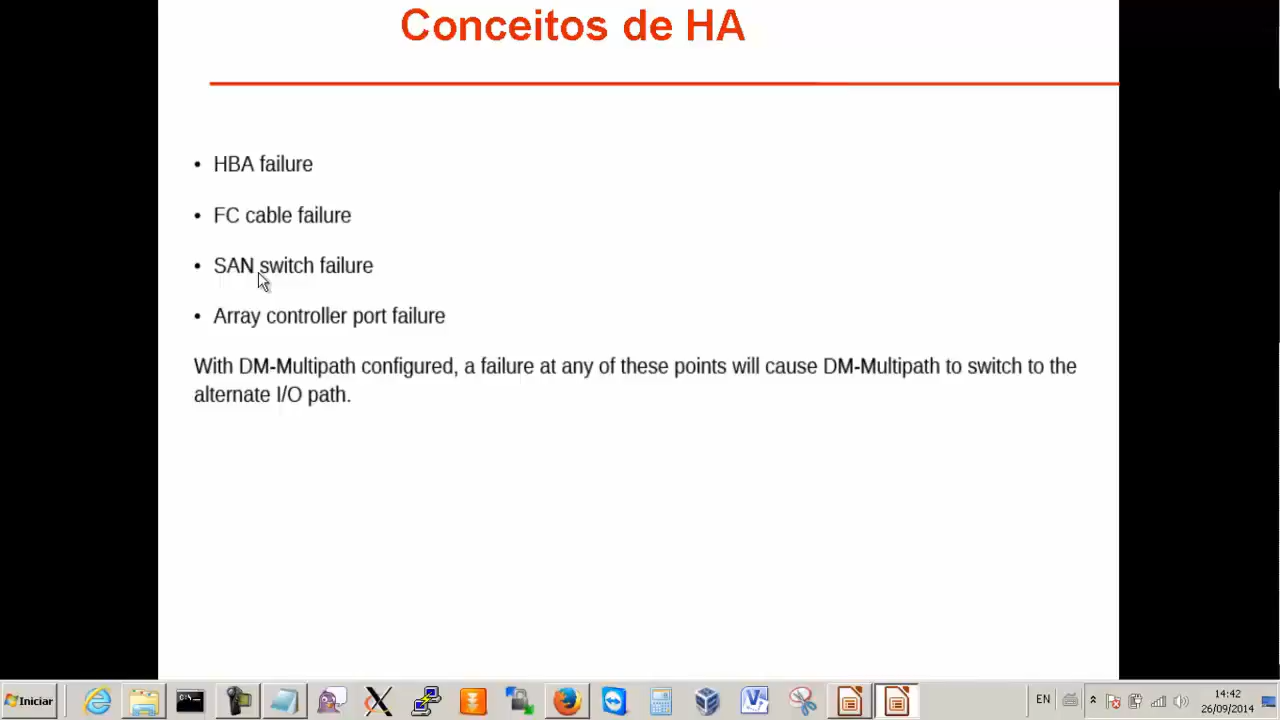 Conceitos de HA
• HBA failure
• FC cable failure
• SAN switch failure
• Array controller port failure
With DM-Multipath configured, a failure at any of these points will cause DM-Multipath to switch to the
alternate I/O path.
Iniciar
EN
14:42
26/09/2014